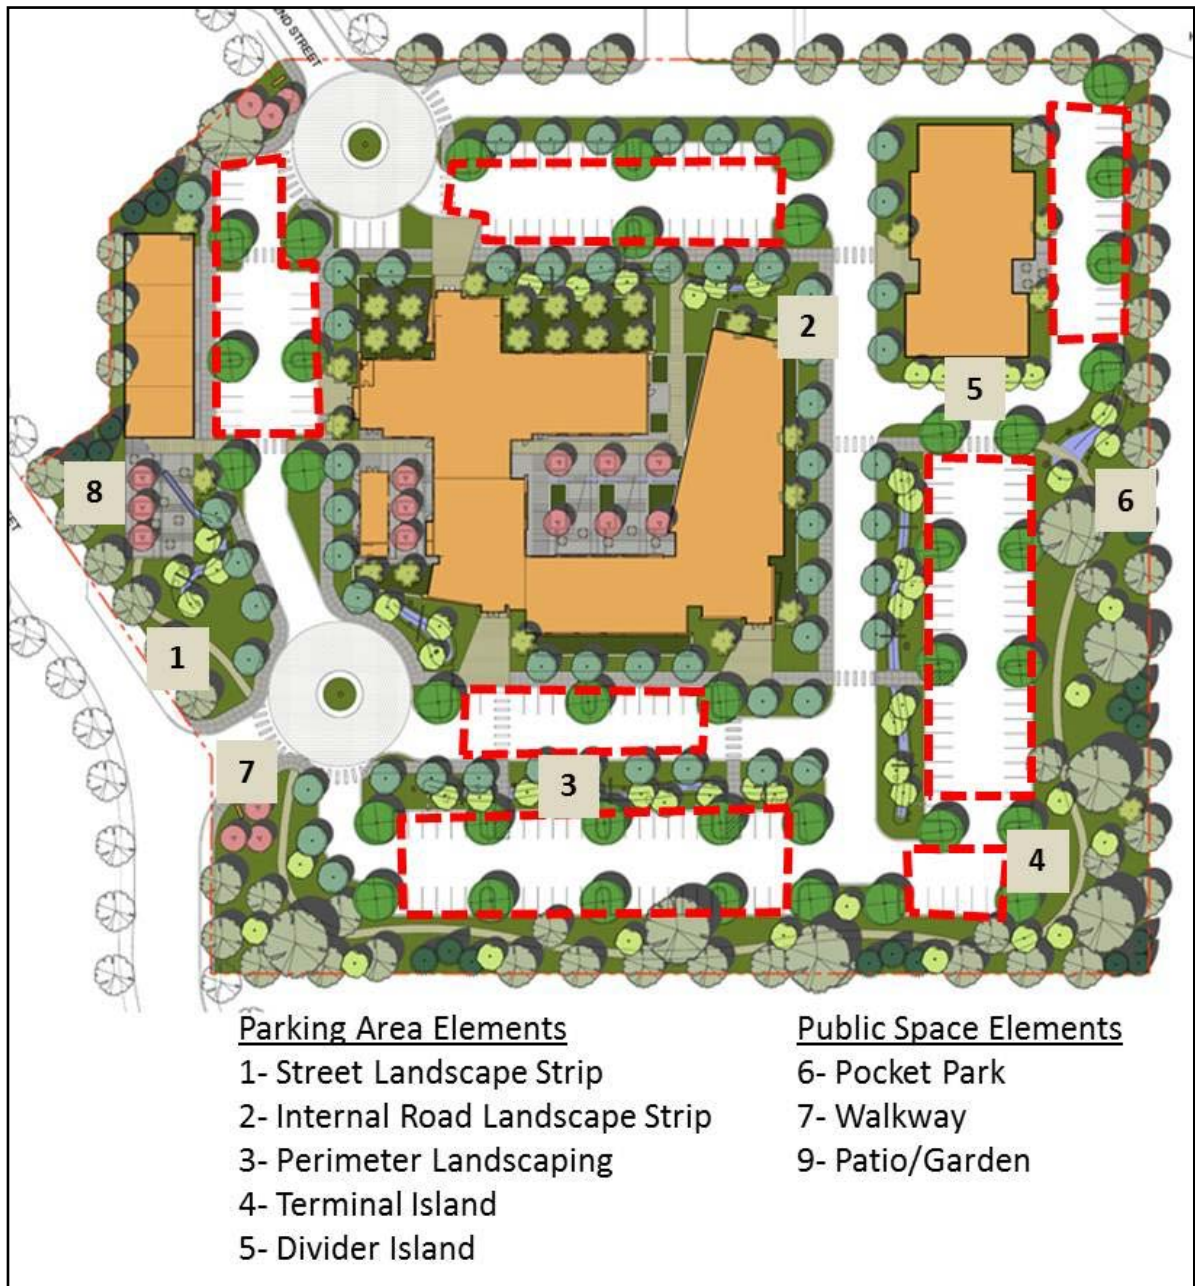 2ND STREET
2
5
8
6
1
7
3
4
Parking Area Elements
1- Street Landscape Strip
2- Internal Road Landscape Strip
3- Perimeter Landscaping
4- Terminal Island
5- Divider Island
Public Space Elements
6- Pocket Park
7- Walkway
9- Patio/Garden